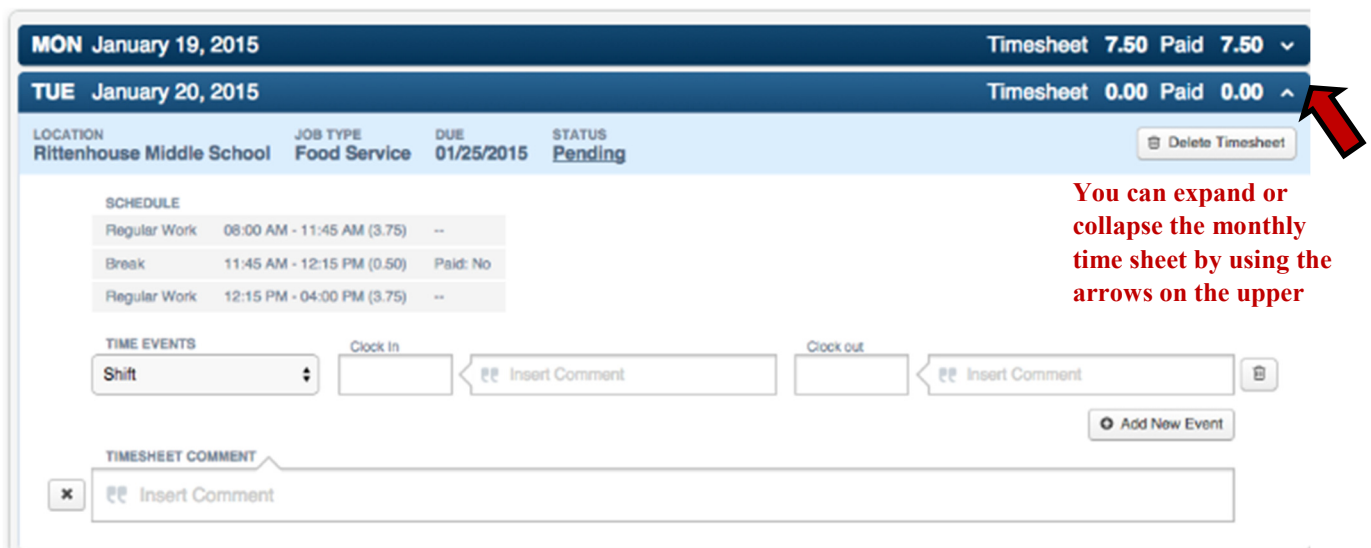 MON January 19, 2015 Timesheet 7.50 Paid 7.50
TUE January 20, 2015 Timesheet 0.00 Paid 0.00
LOCATION JOB TYPE DUE STATUS
Rittenhouse Middle School Food Service 01/25/2015 Pending
Delete Timesheet
You can expand or
collapse the monthly
time sheet by using the
arrows on the upper
SCHEDULE
Regular Work 08:00 AM - 11:45 AM (3.75) --
Break 11:45 AM - 12:15 PM (0.50) Paid: No
Regular Work 12:15 PM - 04:00 PM (3.75) --
TIME EVENTS Clock In Clock out
Shift Insert Comment Insert Comment
Add New Event
TIMESHEET COMMENT
Insert Comment